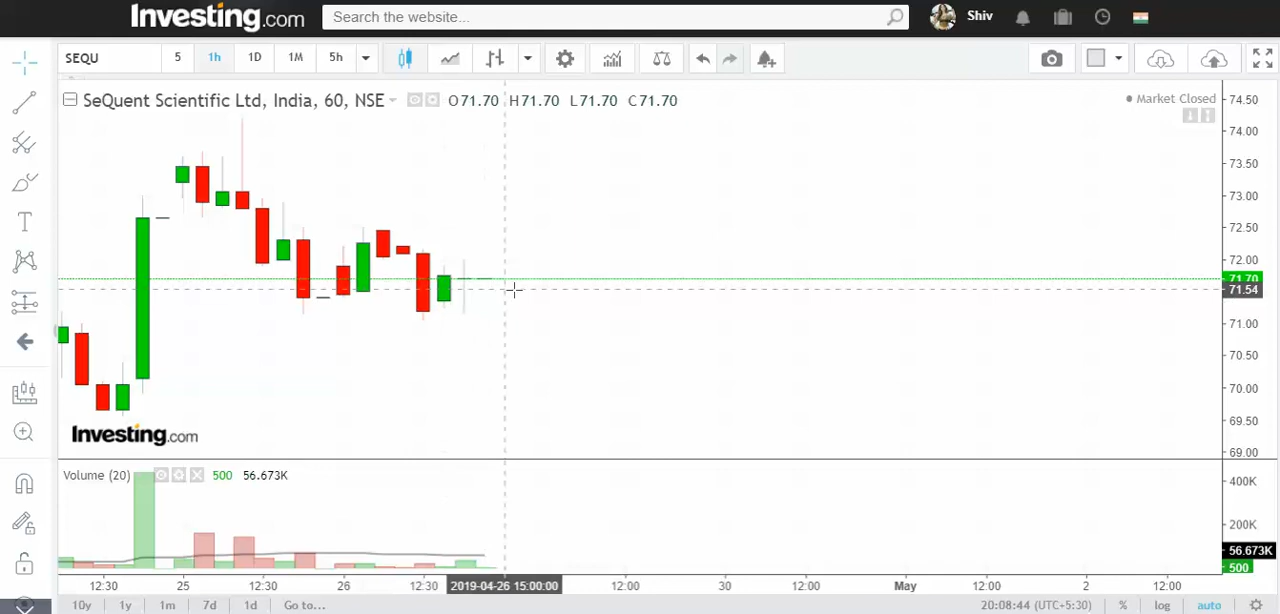 Investing.com Search the website... Shiv
SEQU 5 1h 1D 1M 5h
SeQuent Scientific Ltd, India, 60, NSE O71.70 H71.70 L71.70 C71.70
Market Closed
74.50
74.00
73.50
73.00
72.50
72.00
71.70
71.54
71.00
70.50
70.00
69.50
69.00
Investing.com
Volume (20) 500 56.673K
400K
200K
56.673K
500
12:30 25 12:30 26 12:30 2019-04-26 15:00:00 12:00 30 12:00 May 12:00 2 12:00
10y 1y 1m 7d 1d Go to... 20:08:44 (UTC+5:30) % log auto